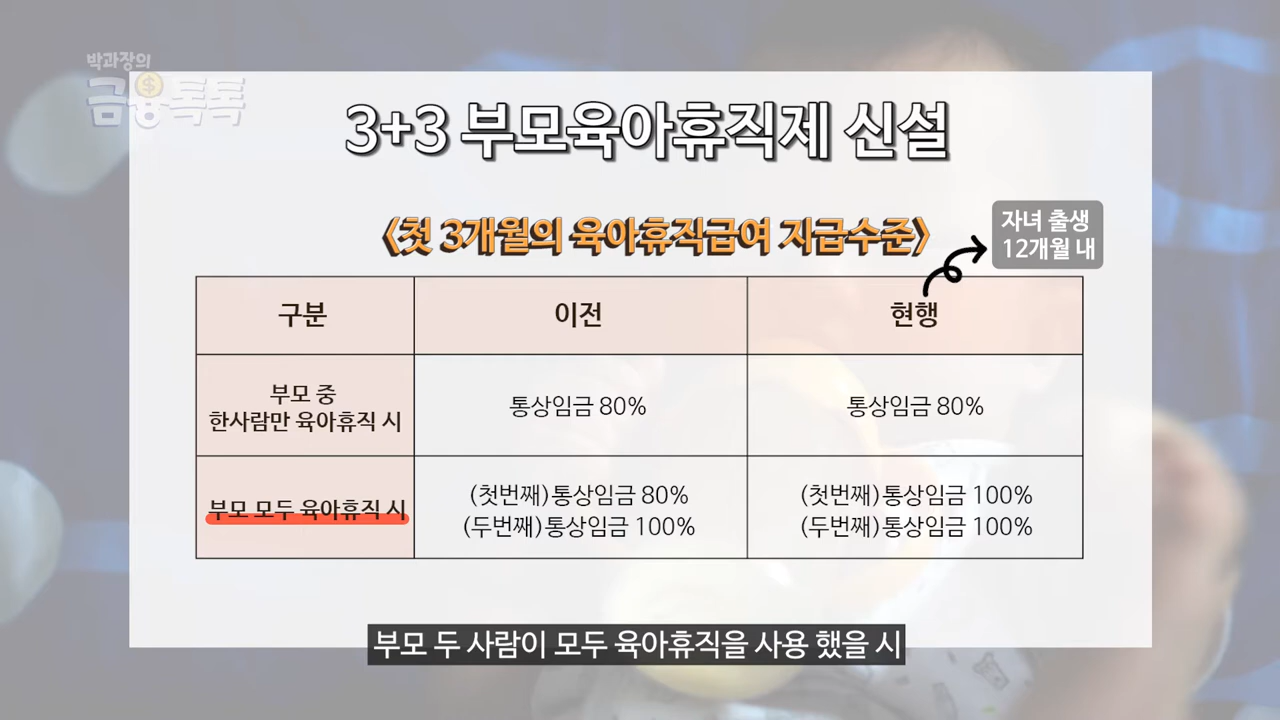 박과장의
금융톡톡
3+3 부모육아휴직제 신설
<첫 3개월의 육아휴직급여 지급수준>
자녀 출생
12개월 내
구분
이전
현행
부모 중
한사람만 육아휴직 시
통상임금 80%
통상임금 80%
부모 모두 육아휴직 시
(첫번째)통상임금 80%
(두번째)통상임금 100%
(첫번째)통상임금 100%
(두번째)통상임금 100%
부모 두 사람이 모두 육아휴직을 사용 했을 시